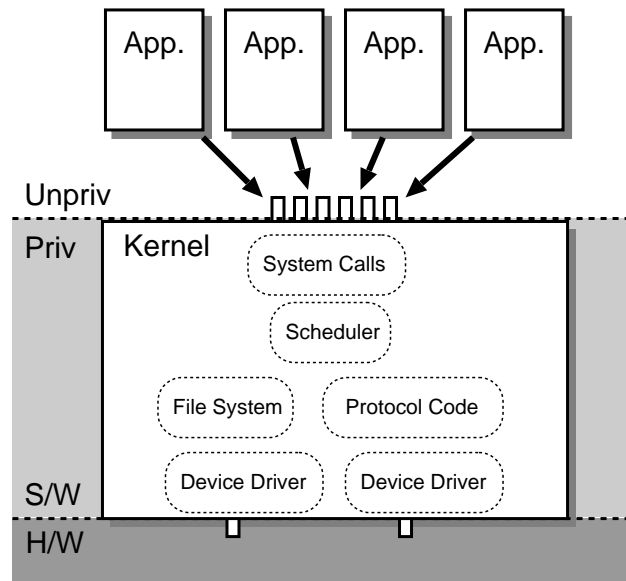 App. App. App. App.
Unpriv
Priv
Kernel
System Calls
Scheduler
File System
Protocol Code
Device Driver
Device Driver
S/W
H/W